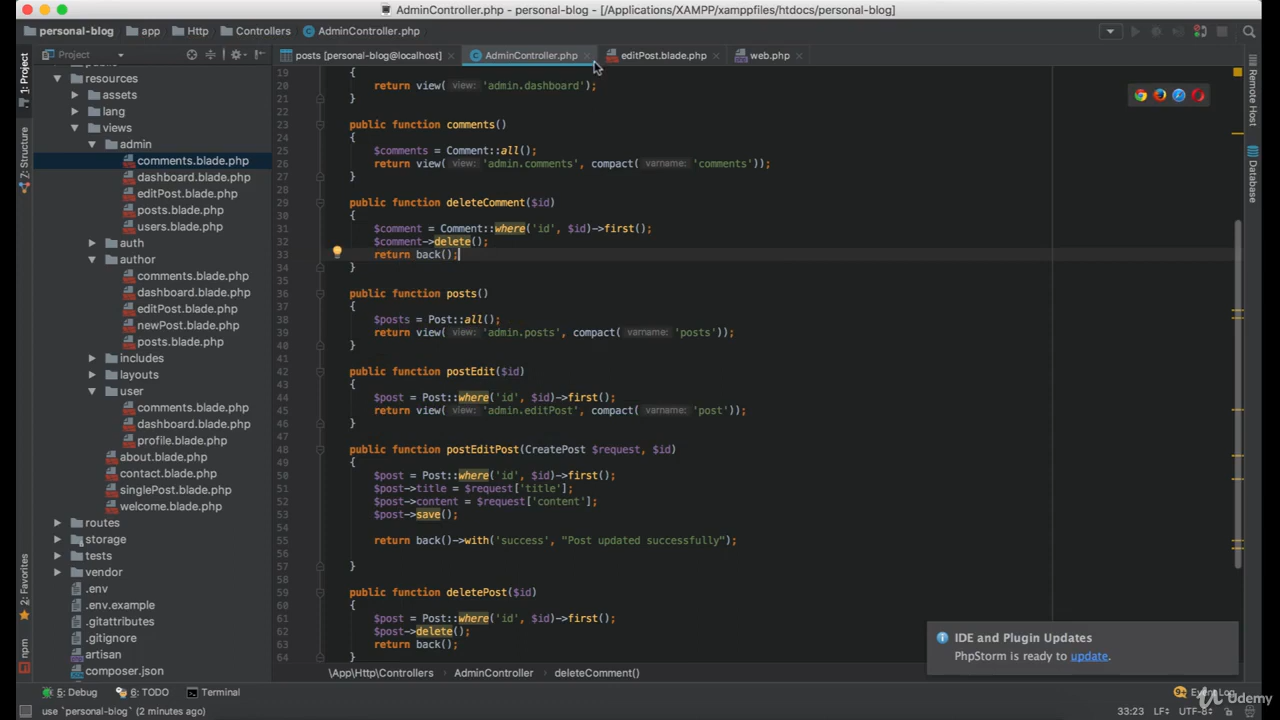 AdminController.php - personal-blog - [/Applications/XAMPP/xamppfiles/htdocs/personal-blog]
personal-blog app Http Controllers AdminController.php
Project
posts [personal-blog@localhost] AdminController.php editPost.blade.php web.php
1: Project
Z: Structure
2: Favorites
npm
Remote Host
Database
resources
assets
lang
views
admin
comments.blade.php
dashboard.blade.php
editPost.blade.php
posts.blade.php
users.blade.php
auth
author
comments.blade.php
dashboard.blade.php
editPost.blade.php
newPost.blade.php
posts.blade.php
includes
layouts
user
comments.blade.php
dashboard.blade.php
profile.blade.php
about.blade.php
contact.blade.php
singlePost.blade.php
welcome.blade.php
routes
storage
tests
vendor
.env
.env.example
.gitattributes
.gitignore
artisan
composer.json
19 {
20 return view( view: 'admin.dashboard');
21 }
22
23 public function comments()
24 {
25 $comments = Comment::all();
26 return view( view: 'admin.comments', compact( varname: 'comments'));
27 }
28
29 public function deleteComment($id)
30 {
31 $comment = Comment::where('id', $id)->first();
32 $comment->delete();
33 return back();
34 }
35
36 public function posts()
37 {
38 $posts = Post::all();
39 return view( view: 'admin.posts', compact( varname: 'posts'));
40 }
41
42 public function postEdit($id)
43 {
44 $post = Post::where('id', $id)->first();
45 return view( view: 'admin.editPost', compact( varname: 'post'));
46 }
47
48 public function postEditPost(CreatePost $request, $id)
49 {
50 $post = Post::where('id', $id)->first();
51 $post->title = $request['title'];
52 $post->content = $request['content'];
53 $post->save();
54
55 return back()->with('success', "Post updated successfully");
56
57 }
58
59 public function deletePost($id)
60 {
61 $post = Post::where('id', $id)->first();
62 $post->delete();
63 return back();
64 }
IDE and Plugin Updates
PhpStorm is ready to update.
\App\Http\Controllers AdminController deleteComment()
5: Debug 6: TODO Terminal
9+
use `personal-blog` (2 minutes ago) 33:23 LF UTF-8
Udemy